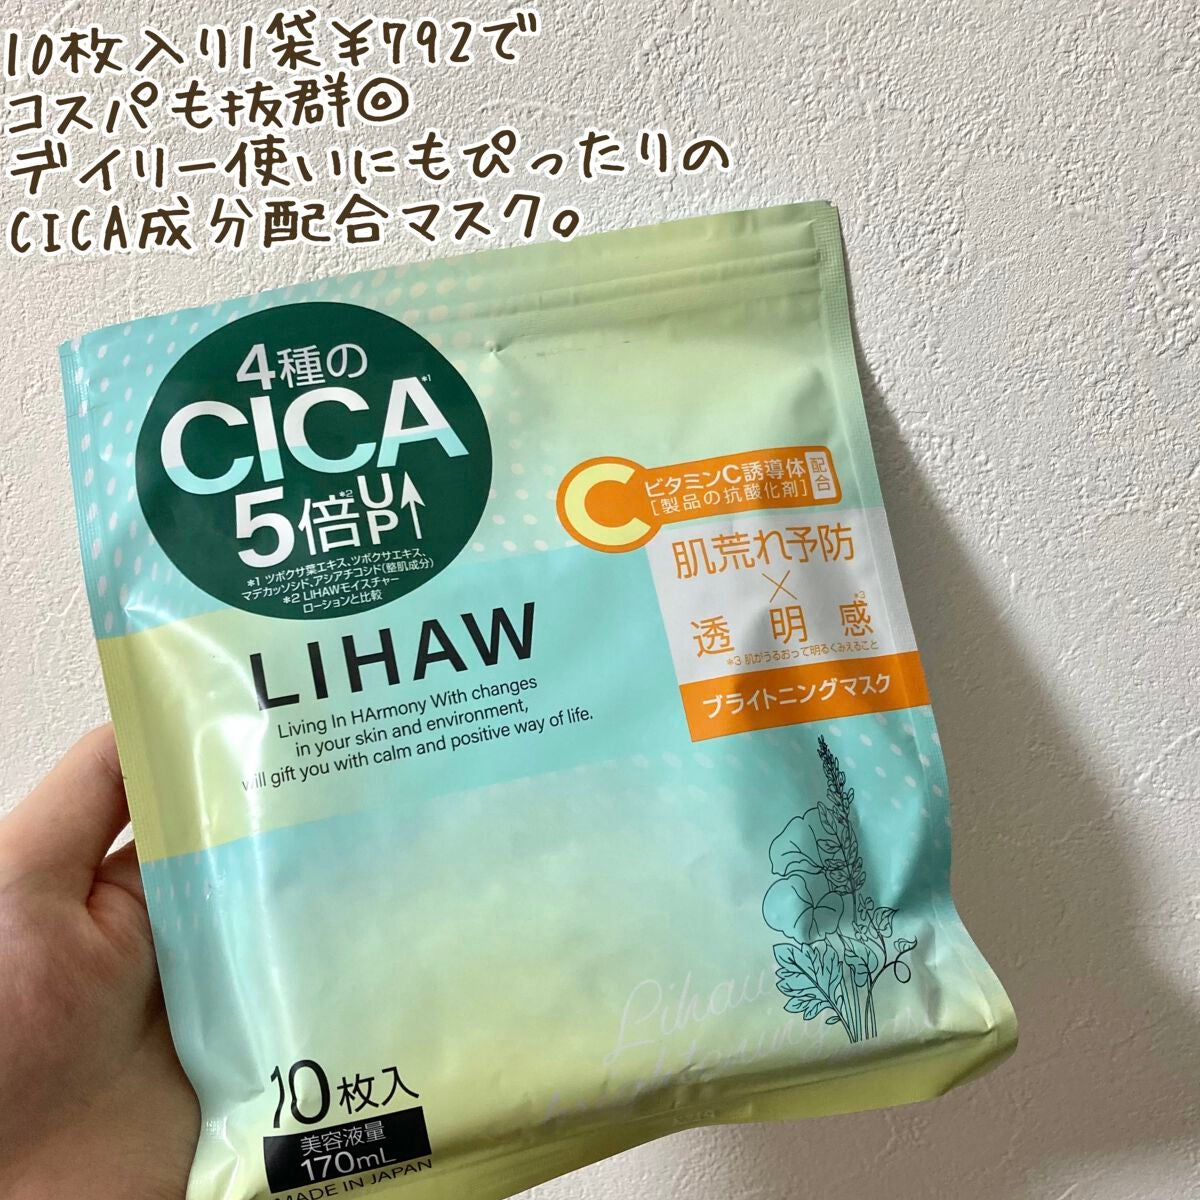 10枚入り1袋¥792で
コスパも抜群◎
デイリー使いにもぴったりの
CICA成分配合マスク。
4種の
CICA*1
5倍*2UP↑
*1 ツボクサ葉エキス、ツボクサエキス、
マデカッソシド、アシアチコシド(整肌成分)
*2 LIHAWモイスチャー
ローションと比較
C
ビタミンC誘導体
[製品の抗酸化剤]
配合
肌荒れ予防
×
透明感*3
*3 肌がうるおって明るくみえること
ブライトニングマスク
LIHAW
Living In HArmony With changes
in your skin and environment,
will gift you with calm and positive way of life.
Lihaw
10枚入
美容液量
170mL
MADE IN JAPAN